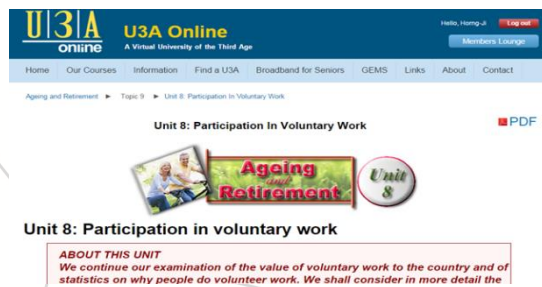 U|3|A
online
U3A Online
A Virtual University of the Third Age
Hello, Horng-Ji
Log out
Members Lounge
Home Our Courses Information Find a U3A Broadband for Seniors GEMS Links About Contact
Ageing and Retirement ► Topic 9 ► Unit 8: Participation In Voluntary Work
Unit 8: Participation In Voluntary Work
PDF
Ageing
and
Retirement
Unit
8
Unit 8: Participation in voluntary work
ABOUT THIS UNIT
We continue our examination of the value of voluntary work to the country and of
statistics on why people do volunteer work. We shall consider in more detail the